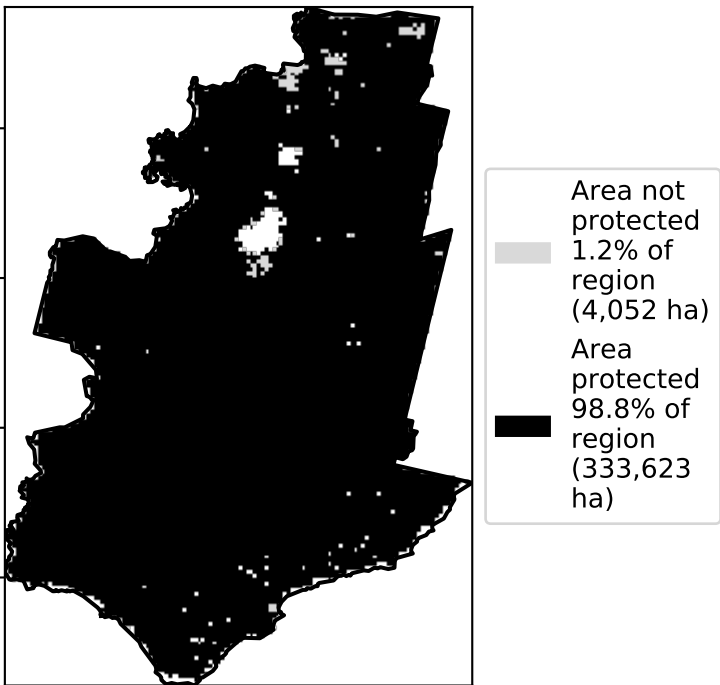 Area not
protected
1.2% of
region
(4,052 ha)
Area
protected
98.8% of
region
(333,623
ha)